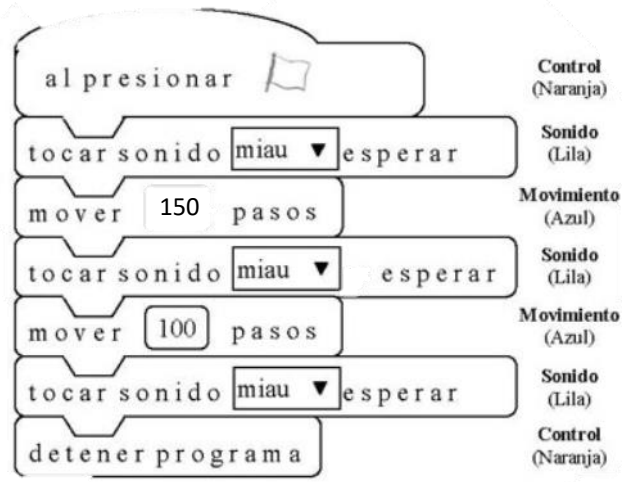 al presionar
Control
(Naranja)
tocar sonido miau ▼ esperar
Sonido
(Lila)
mover 150 pasos
Movimiento
(Azul)
tocar sonido miau ▼ esperar
Sonido
(Lila)
mover 100 pasos
Movimiento
(Azul)
tocar sonido miau ▼ esperar
Sonido
(Lila)
detener programa
Control
(Naranja)